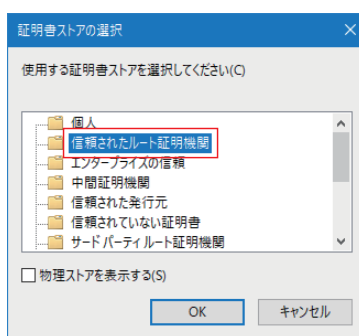 証明書ストアの選択
使用する証明書ストアを選択してください(C)
個人
信頼されたルート証明機関
エンタープライズの信頼
中間証明機関
信頼された発行元
信頼されていない証明書
サードパーティルート証明機関
物理ストアを表示する(S)
OK
キャンセル